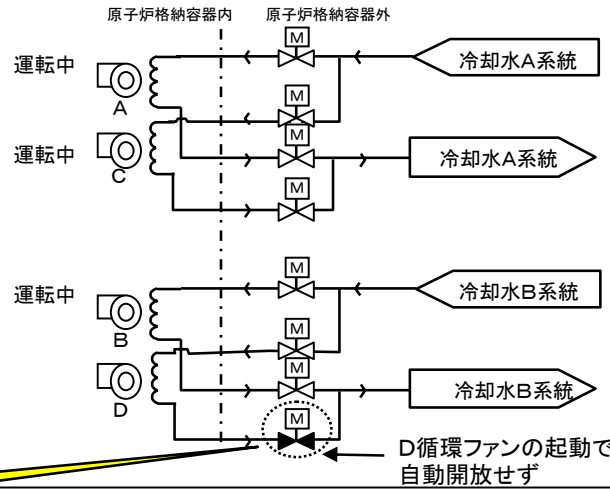 原子炉格納容器内
原子炉格納容器外
M
運転中
冷却水A系統
A
M
M
運転中
冷却水A系統
C
M
M
運転中
冷却水B系統
B
M
M
冷却水B系統
D
M
D循環ファンの起動で
自動開放せず